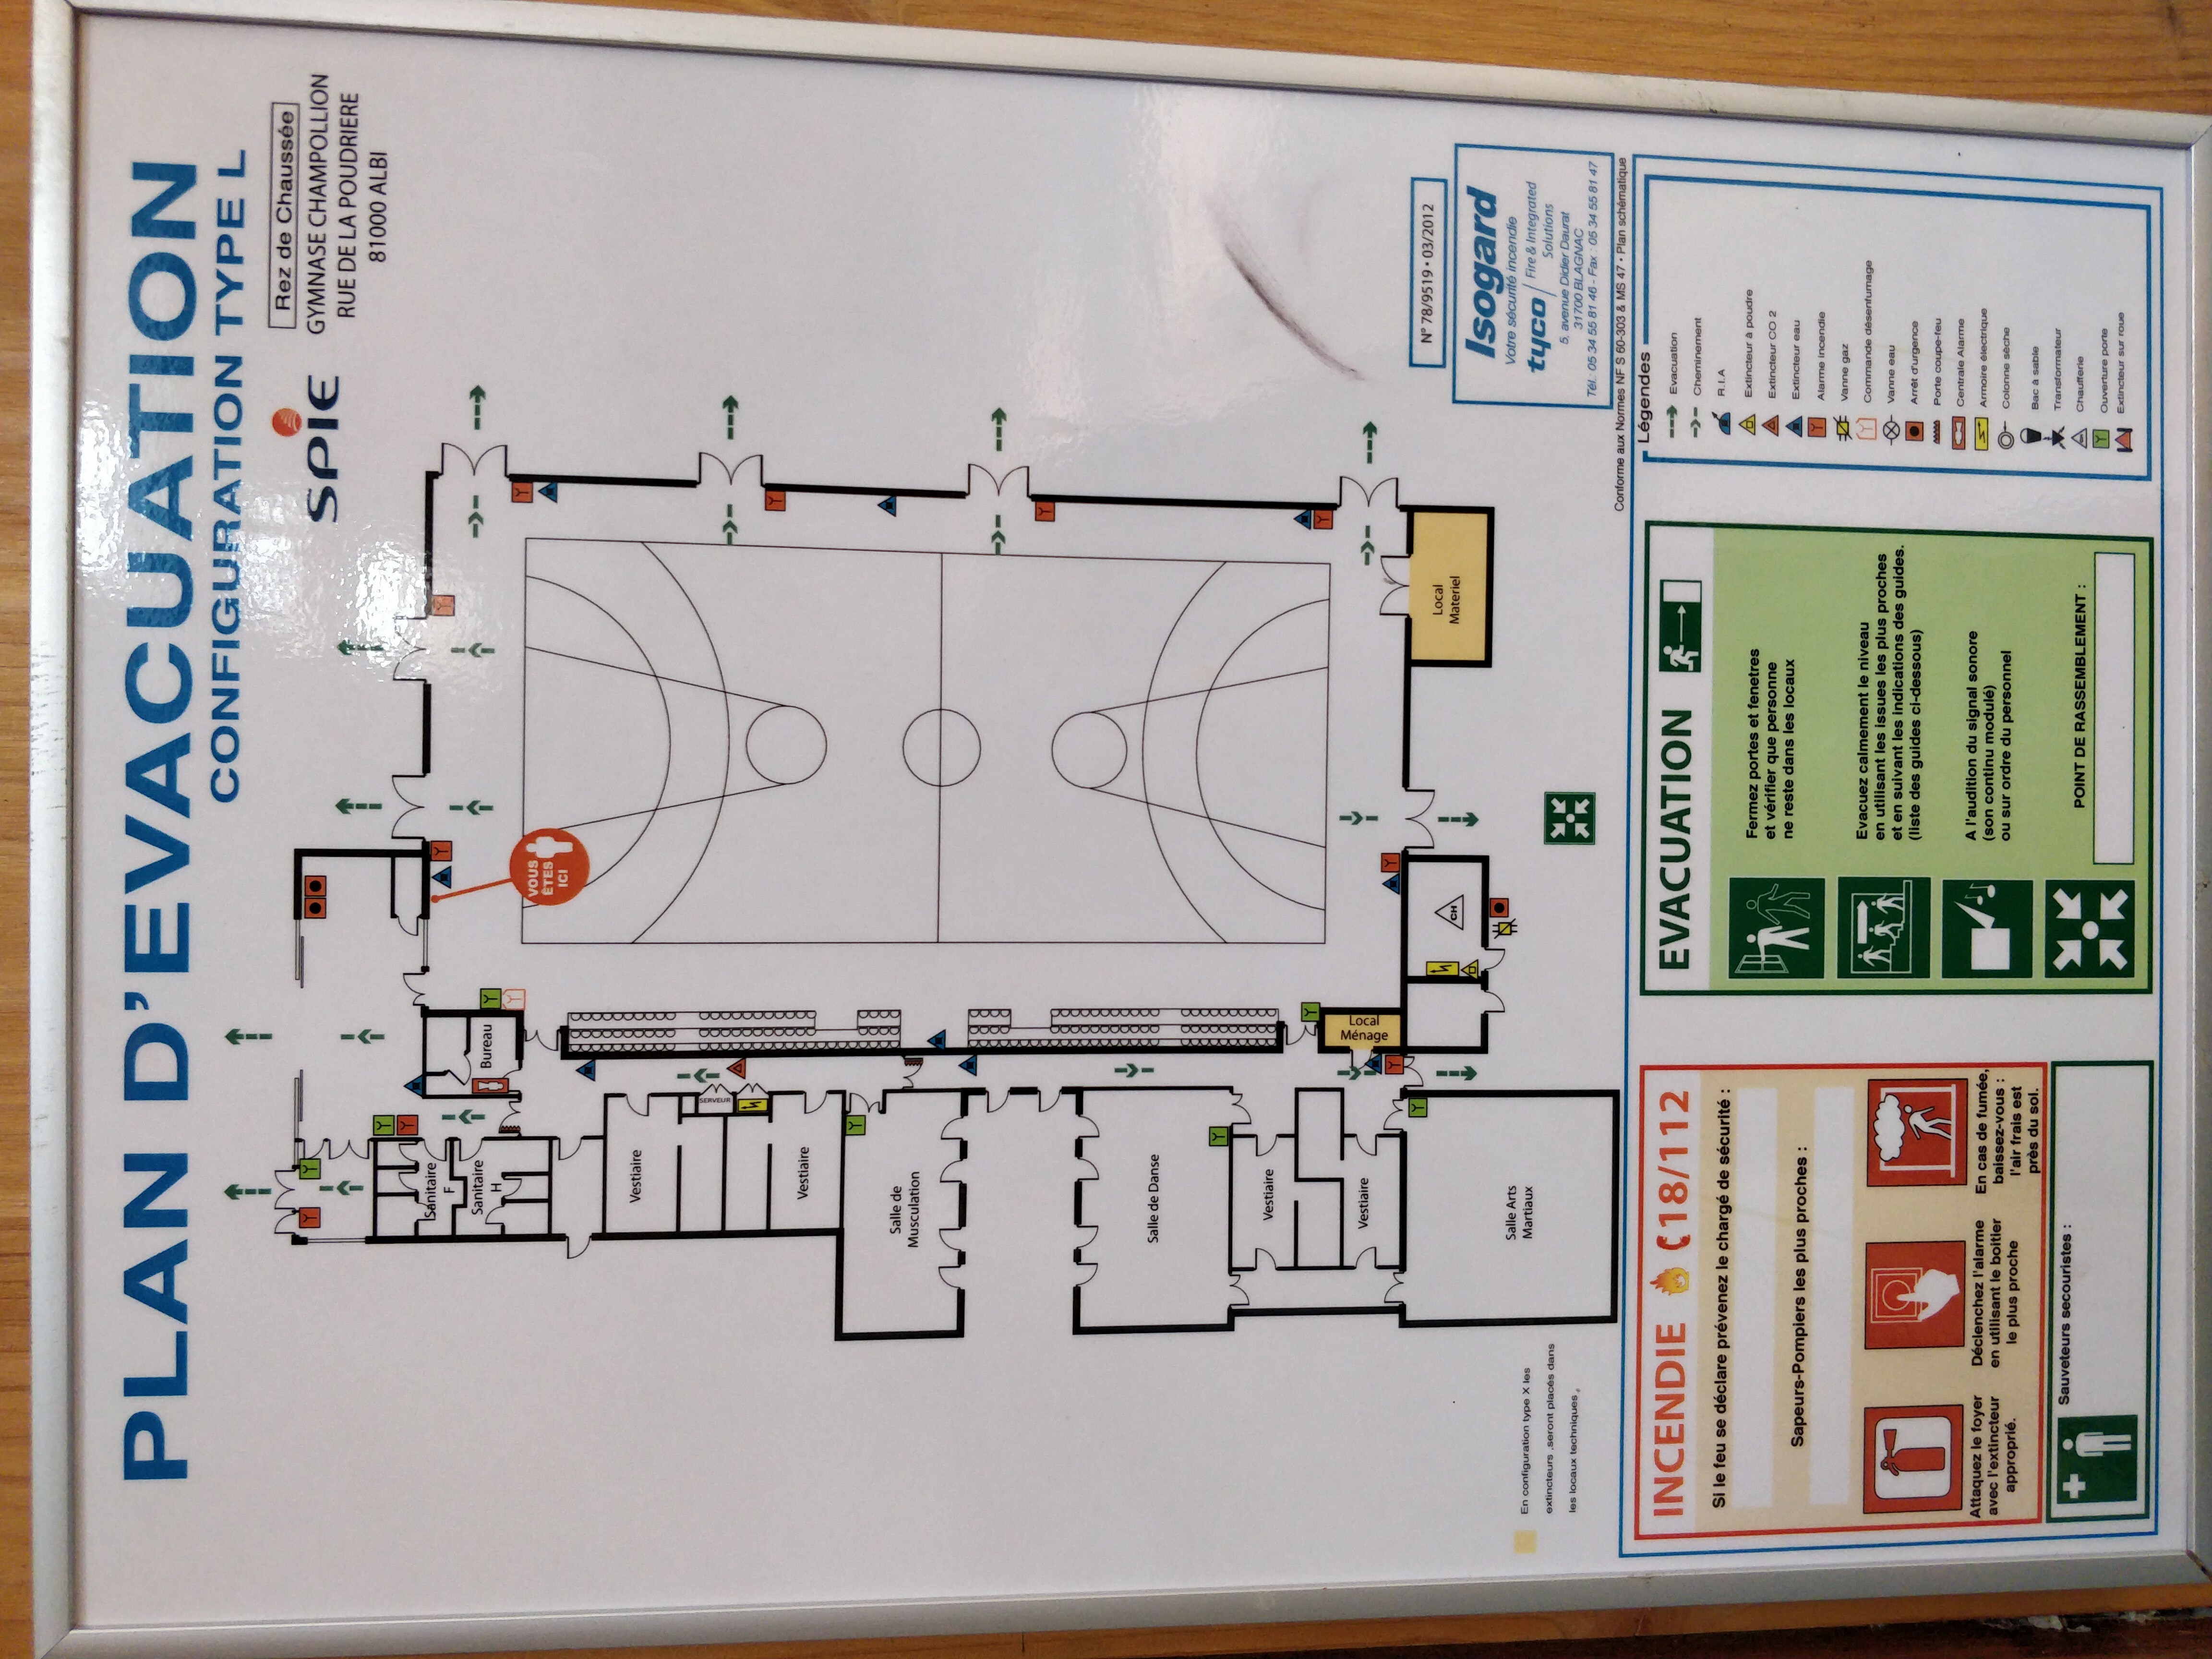 PLAN D'EVACUATION
CONFIGURATION TYPE L
SPIE
Rez de Chaussée
GYMNASE CHAMPOLLION
RUE DE LA POUDRIERE
81000 ALBI
VOUS
ÊTES
ICI
Bureau
Sanitaire
F
Sanitaire
H
Vestiaire
SERVEUR
Vestiaire
Salle de
Musculation
Salle de Danse
Vestiaire
Vestiaire
Salle Arts
Martiaux
Local
Ménage
CH
Local
Materiel
En configuration type X les
extincteurs ,seront placés dans
les locaux techniques .
N° 78/9519 • 03/2012
Isogard
Votre sécurité incendie
tyco
Fire & Integrated
Solutions
5, avenue Didier Daurat
31700 BLAGNAC
Tél.: 05 34 55 81 46 - Fax : 05 34 55 81 47
Conforme aux Normes NF S 60-303 & MS 47 • Plan schématique
INCENDIE 18/112
Si le feu se déclare prévenez le chargé de sécurité :
Sapeurs-Pompiers les plus proches :
Attaquez le foyer
avec l'extincteur
approprié.
Déclenchez l'alarme
en utilisant le boitier
le plus proche
En cas de fumée,
baissez-vous :
l'air frais est
près du sol.
Sauveteurs secouristes :
EVACUATION
Fermez portes et fenetres
et vérifier que personne
ne reste dans les locaux
Evacuez calmement le niveau
en utilisant les issues les plus proches
et en suivant les indications des guides.
(liste des guides ci-dessous)
A l'audition du signal sonore
(son continu modulé)
ou sur ordre du personnel
POINT DE RASSEMBLEMENT :
Légendes
Evacuation
Cheminement
R.I.A
Extincteur à poudre
Extincteur CO 2
Extincteur eau
Alarme incendie
Vanne gaz
Commande désenfumage
Vanne eau
Arrêt d'urgence
Porte coupe-feu
Centrale Alarme
Armoire électrique
Colonne sèche
Bac à sable
Transformateur
Chaufferie
Ouverture porte
Extincteur sur roue